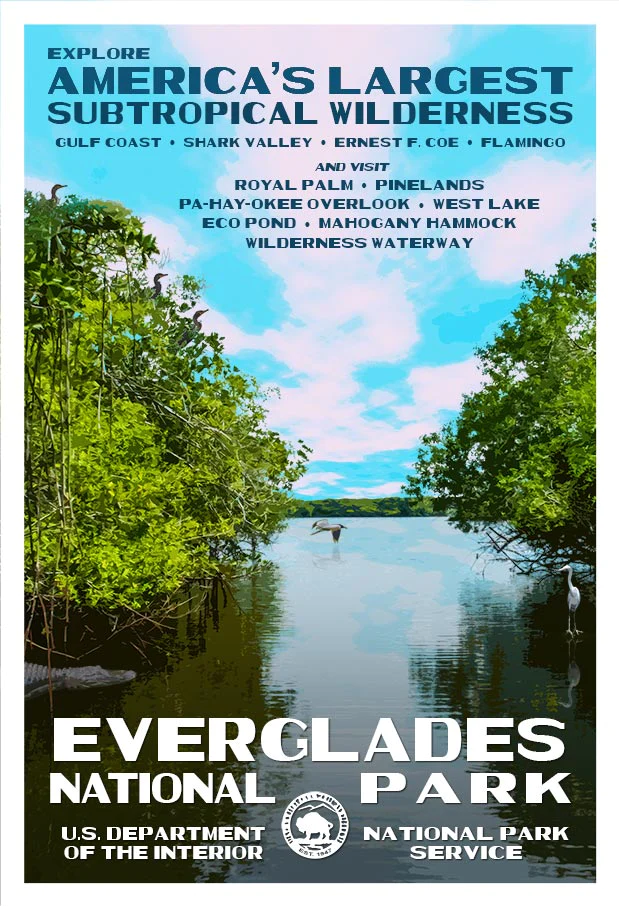 EXPLORE
AMERICA'S LARGEST
SUBTROPICAL WILDERNESS
GULF COAST • SHARK VALLEY • ERNEST F. COE • FLAMINGO
AND VISIT
ROYAL PALM • PINELANDS
PA-HAY-OKEE OVERLOOK • WEST LAKE
ECO POND • MAHOGANY HAMMOCK
WILDERNESS WATERWAY
EVERGLADES
NATIONAL PARK
U.S. DEPARTMENT
OF THE INTERIOR
EST. 1947
NATIONAL PARK
SERVICE